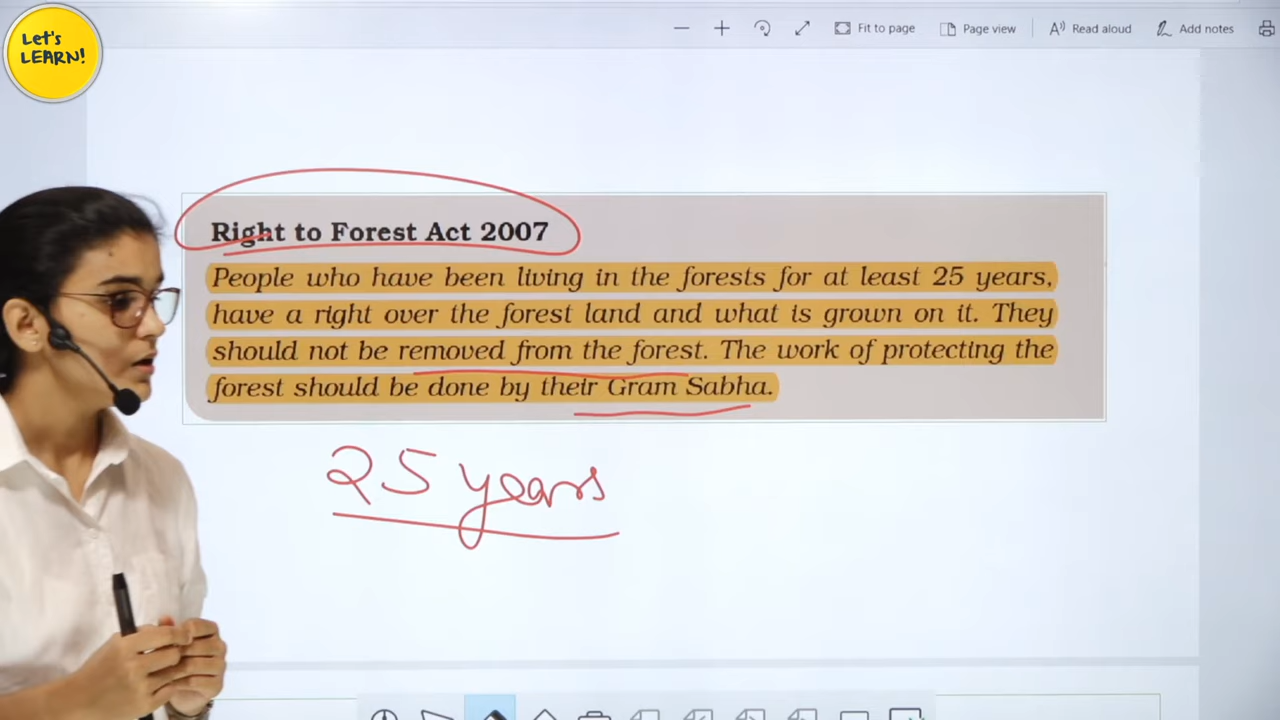 Let's
LEARN!
Fit to page
Page view
Read aloud
Add notes
Right to Forest Act 2007
People who have been living in the forests for at least 25 years,
have a right over the forest land and what is grown on it. They
should not be removed from the forest. The work of protecting the
forest should be done by their Gram Sabha.
25 years